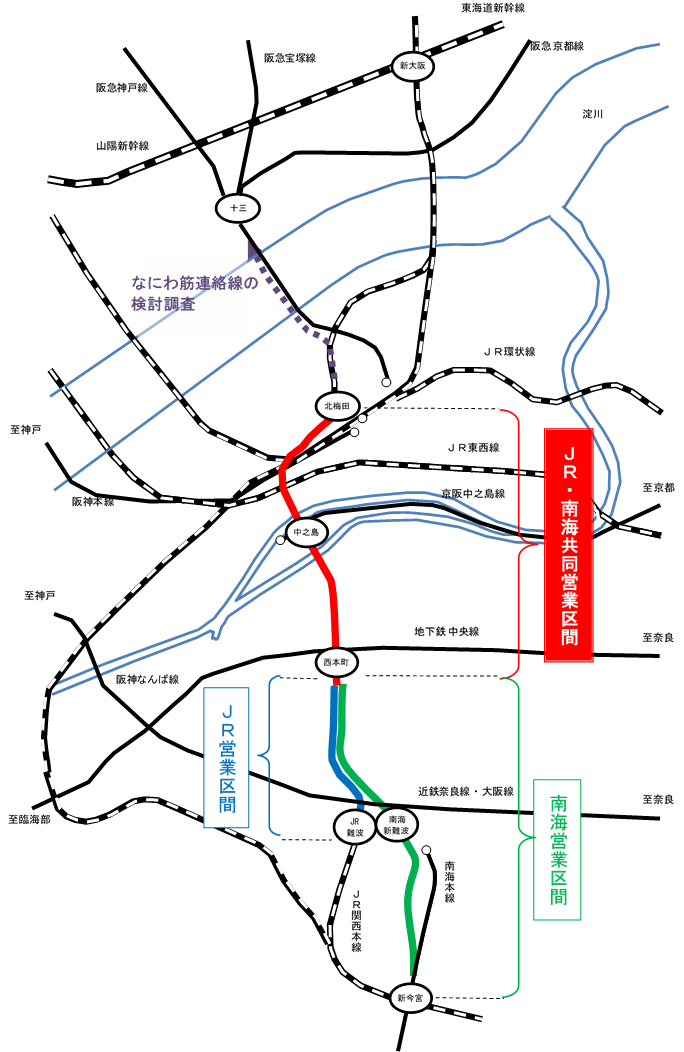 東海道新幹線
阪急宝塚線
阪急京都線
新大阪
阪急神戸線
淀川
山陽新幹線
十三
なにわ筋連絡線の
検討調査
JR環状線
北梅田
至神戸
JR東西線
JR・南海共同営業区間
至京都
京阪中之島線
阪神本線
中之島
至神戸
地下鉄中央線
至奈良
西本町
阪神なんば線
JR営業区間
近鉄奈良線・大阪線
至奈良
南海営業区間
至臨海部
JR
難波
南海
新難波
南海本線
JR関西本線
新今宮